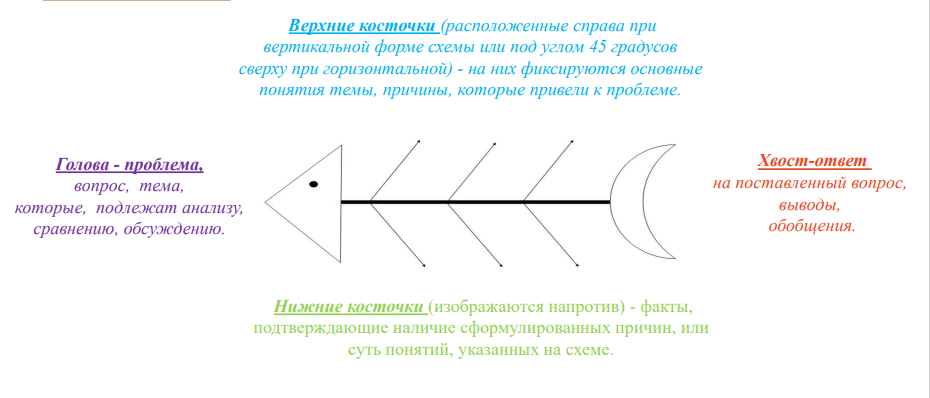 Верхние косточки (расположенные справа при
вертикальной форме схемы или под углом 45 градусов
сверху при горизонтальной) - на них фиксируются основные
понятия темы, причины, которые привели к проблеме.
Голова - проблема,
вопрос, тема,
которые, подлежат анализу,
сравнению, обсуждению.
Хвост-ответ
на поставленный вопрос,
выводы,
обобщения.
Нижние косточки (изображаются напротив) - факты,
подтверждающие наличие сформулированных причин, или
суть понятий, указанных на схеме.